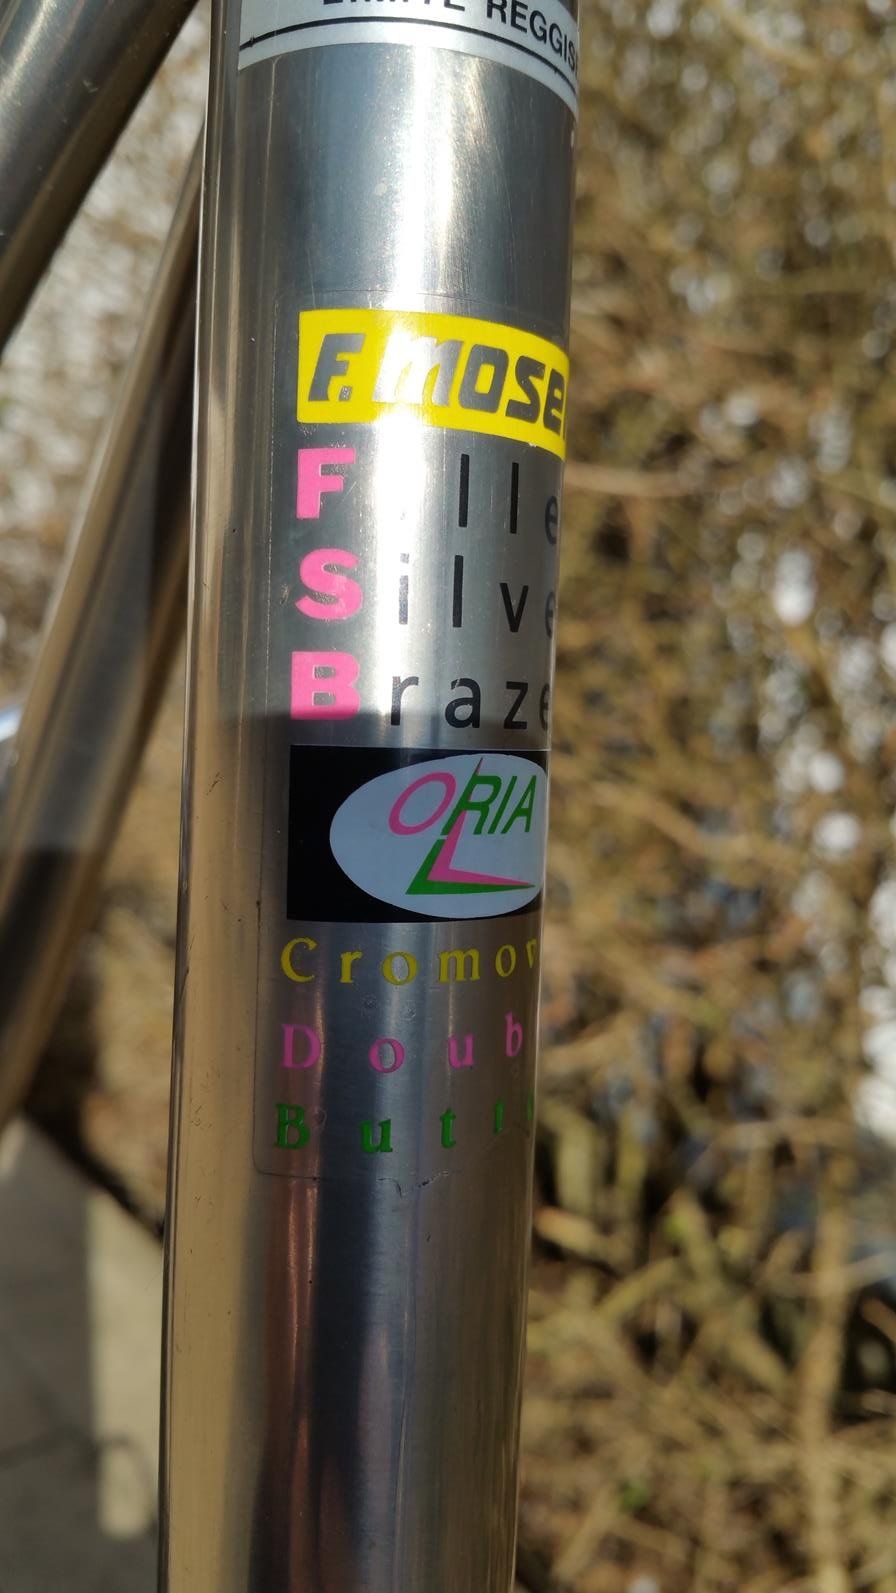 LIMITE REGGIS
F. MOSE
F lle
Silve
Braze
ORIA
Cromov
Doub
Butt